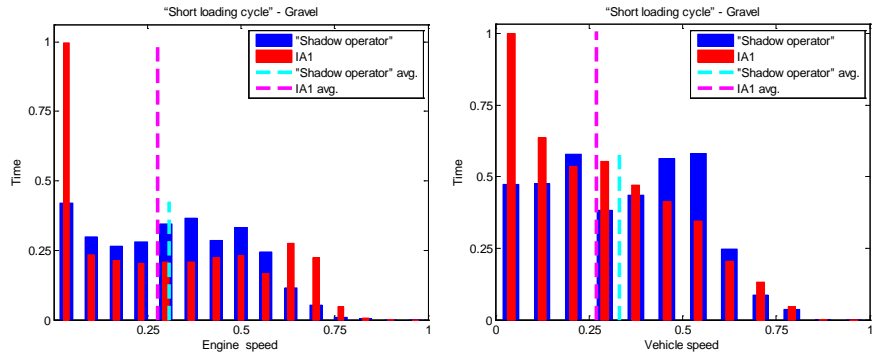 “Short loading cycle” - Gravel
1
0.75
0.5
0.25
0
Time
0.25
0.5
0.75
1
Engine speed
"Shadow operator"
IA1
"Shadow operator" avg.
IA1 avg.
“Short loading cycle” - Gravel
1
0.75
0.5
0.25
0
Time
0
0.25
0.5
0.75
1
Vehicle speed
"Shadow operator"
IA1
"Shadow operator" avg.
IA1 avg.